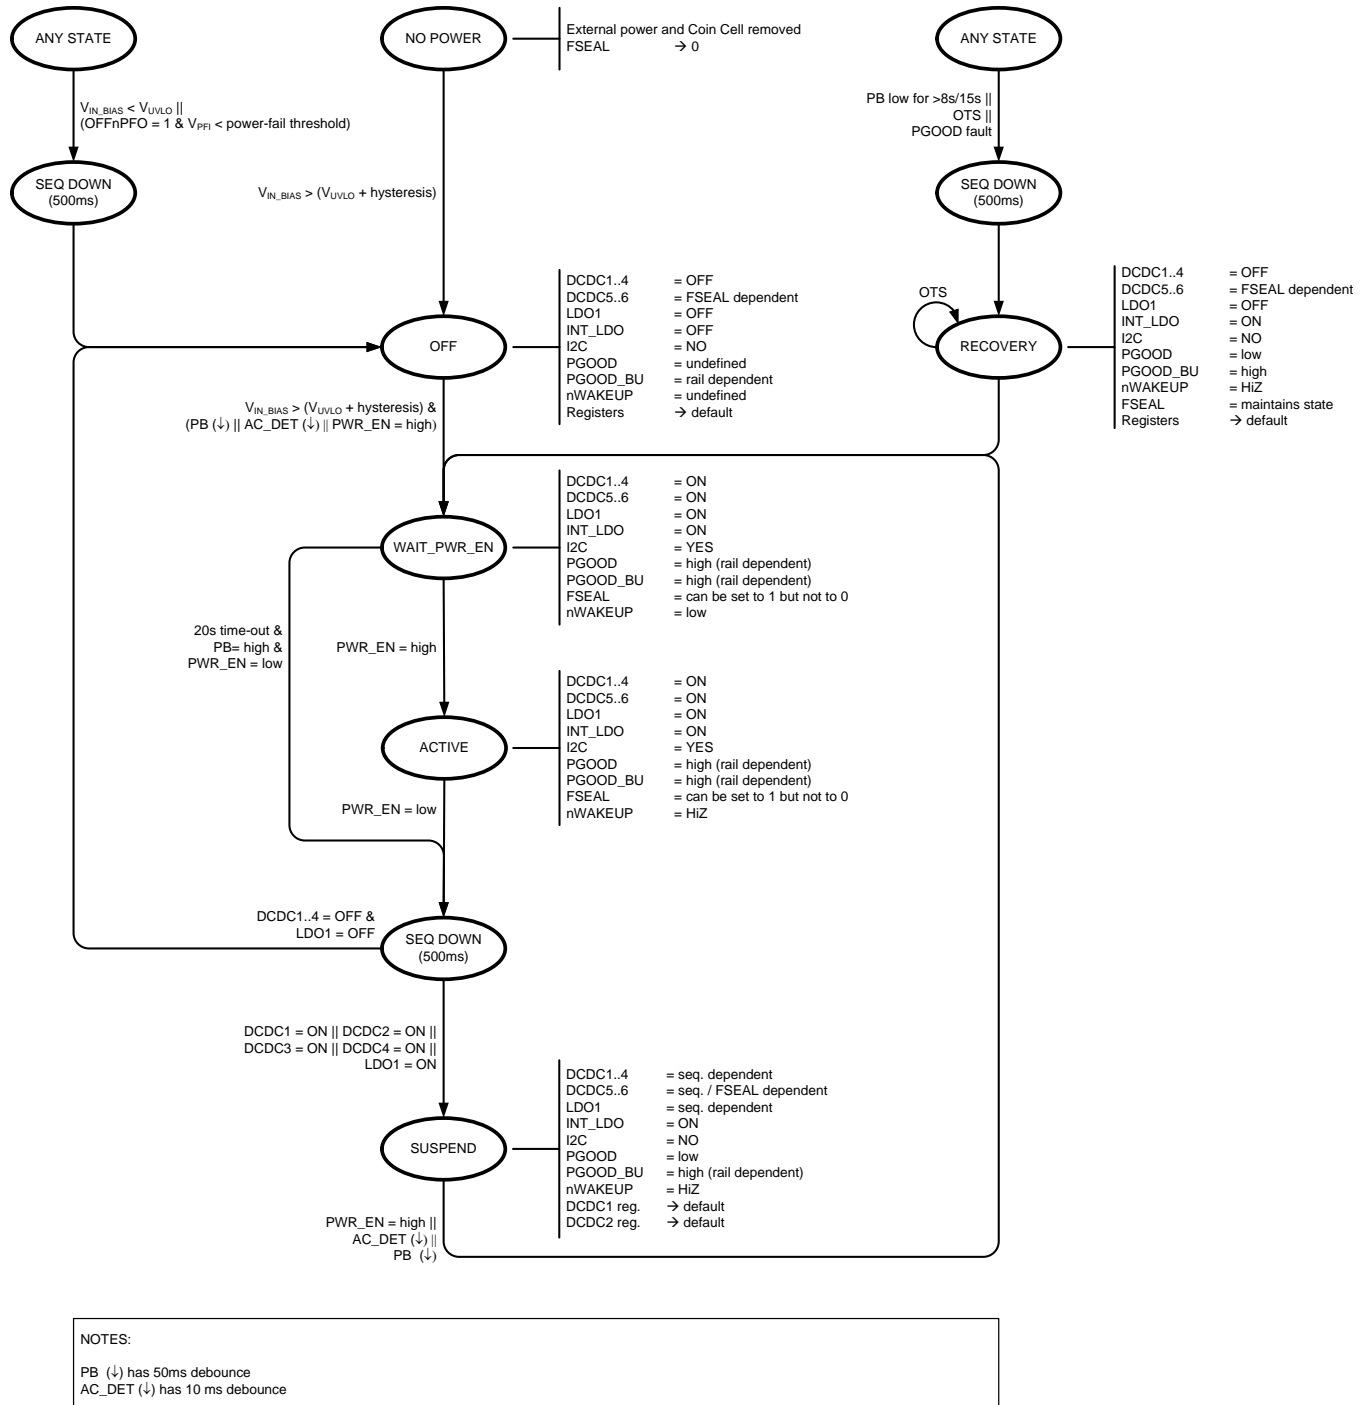 ANY STATE
NO POWER
External power and Coin Cell removed
FSEAL → 0
ANY STATE
V_IN_BIAS < V_UVLO ||
(OFFnPFO = 1 & V_PFI < power-fail threshold)
PB low for >8s/15s ||
OTS ||
PGOOD fault
SEQ DOWN
(500ms)
V_IN_BIAS > (V_UVLO + hysteresis)
SEQ DOWN
(500ms)
OFF
DCDC1..4 = OFF
DCDC5..6 = FSEAL dependent
LDO1 = OFF
INT_LDO = OFF
I2C = NO
PGOOD = undefined
PGOOD_BU = rail dependent
nWAKEUP = undefined
Registers → default
OTS
RECOVERY
DCDC1..4 = OFF
DCDC5..6 = FSEAL dependent
LDO1 = OFF
INT_LDO = ON
I2C = NO
PGOOD = low
PGOOD_BU = high
nWAKEUP = HiZ
FSEAL = maintains state
Registers → default
V_IN_BIAS > (V_UVLO + hysteresis) &
(PB (↓) || AC_DET (↓) || PWR_EN = high)
WAIT_PWR_EN
DCDC1..4 = ON
DCDC5..6 = ON
LDO1 = ON
INT_LDO = ON
I2C = YES
PGOOD = high (rail dependent)
PGOOD_BU = high (rail dependent)
FSEAL = can be set to 1 but not to 0
nWAKEUP = low
20s time-out &
PB= high &
PWR_EN = low
PWR_EN = high
ACTIVE
DCDC1..4 = ON
DCDC5..6 = ON
LDO1 = ON
INT_LDO = ON
I2C = YES
PGOOD = high (rail dependent)
PGOOD_BU = high (rail dependent)
FSEAL = can be set to 1 but not to 0
nWAKEUP = HiZ
PWR_EN = low
DCDC1..4 = OFF &
LDO1 = OFF
SEQ DOWN
(500ms)
DCDC1 = ON || DCDC2 = ON ||
DCDC3 = ON || DCDC4 = ON ||
LDO1 = ON
SUSPEND
DCDC1..4 = seq. dependent
DCDC5..6 = seq. / FSEAL dependent
LDO1 = seq. dependent
INT_LDO = ON
I2C = NO
PGOOD = low
PGOOD_BU = high (rail dependent)
nWAKEUP = HiZ
DCDC1 reg. → default
DCDC2 reg. → default
PWR_EN = high ||
AC_DET (↓) ||
PB (↓)
NOTES:
PB (↓) has 50ms debounce
AC_DET (↓) has 10 ms debounce